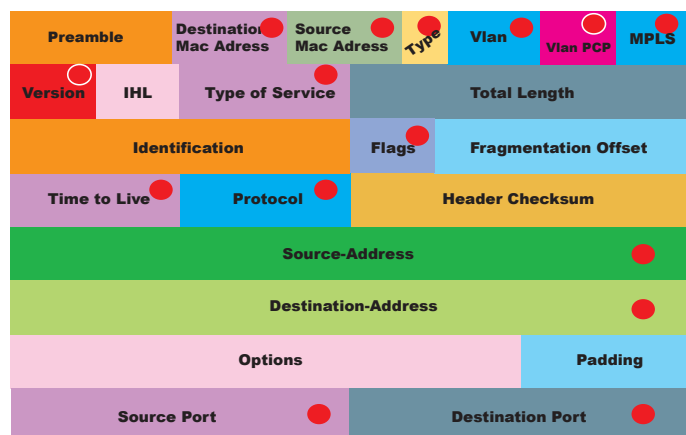 Preamble
Destination
Mac Adress
Source
Mac Adress
Type
Vlan
Vlan PCP
MPLS
Version
IHL
Type of Service
Total Length
Identification
Flags
Fragmentation Offset
Time to Live
Protocol
Header Checksum
Source-Address
Destination-Address
Options
Padding
Source Port
Destination Port